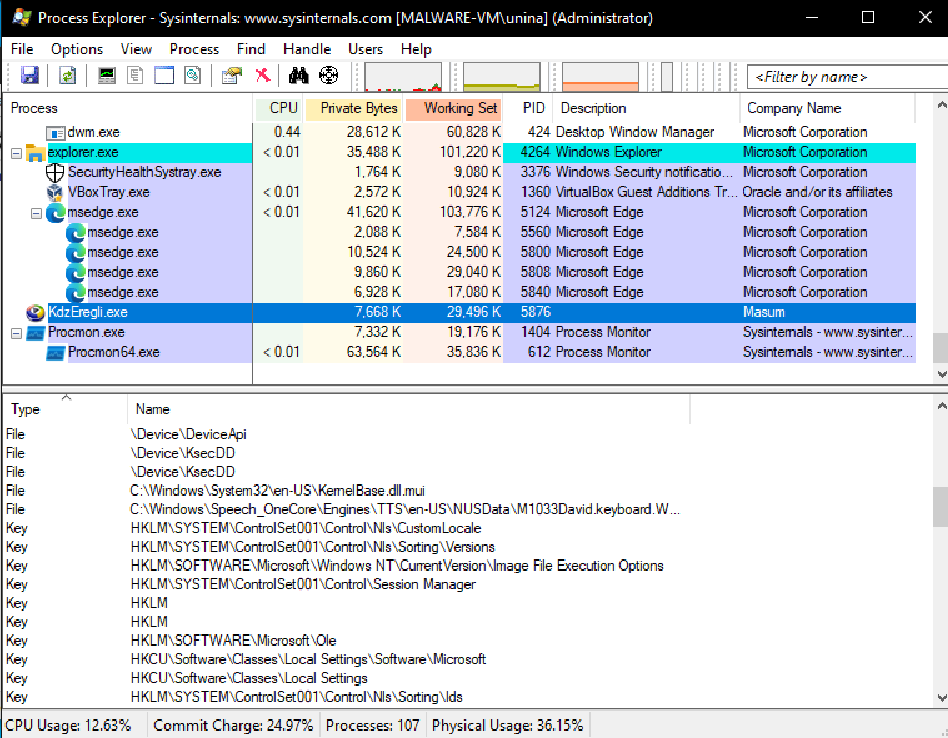 Process Explorer - Sysinternals: www.sysinternals.com [MALWARE-VM\unina] (Administrator)
File Options View Process Find Handle Users Help
<Filter by name>
Process CPU Private Bytes Working Set PID Description Company Name
dwm.exe 0.44 28,612 K 60,828 K 424 Desktop Window Manager Microsoft Corporation
explorer.exe < 0.01 35,488 K 101,220 K 4264 Windows Explorer Microsoft Corporation
SecurityHealthSystray.exe 1,764 K 9,080 K 3376 Windows Security notificatio... Microsoft Corporation
VBoxTray.exe < 0.01 2,572 K 10,924 K 1360 VirtualBox Guest Additions Tr... Oracle and/or its affiliates
msedge.exe < 0.01 41,620 K 103,776 K 5124 Microsoft Edge Microsoft Corporation
msedge.exe 2,088 K 7,584 K 5560 Microsoft Edge Microsoft Corporation
msedge.exe 10,524 K 24,500 K 5800 Microsoft Edge Microsoft Corporation
msedge.exe 9,860 K 29,040 K 5808 Microsoft Edge Microsoft Corporation
msedge.exe 6,928 K 17,080 K 5840 Microsoft Edge Microsoft Corporation
KdzEregli.exe 7,668 K 29,496 K 5876 Masum
Procmon.exe 7,332 K 19,176 K 1404 Process Monitor Sysinternals - www.sysinter...
Procmon64.exe < 0.01 63,564 K 35,836 K 612 Process Monitor Sysinternals - www.sysinter...
Type Name
File \Device\DeviceApi
File \Device\KsecDD
File \Device\KsecDD
File C:\Windows\System32\en-US\KernelBase.dll.mui
File C:\Windows\Speech_OneCore\Engines\TTS\en-US\NUSData\M1033David.keyboard.W...
Key HKLM\SYSTEM\ControlSet001\Control\Nls\CustomLocale
Key HKLM\SYSTEM\ControlSet001\Control\Nls\Sorting\Versions
Key HKLM\SOFTWARE\Microsoft\Windows NT\CurrentVersion\Image File Execution Options
Key HKLM\SYSTEM\ControlSet001\Control\Session Manager
Key HKLM
Key HKLM
Key HKLM\SOFTWARE\Microsoft\Ole
Key HKCU\Software\Classes\Local Settings\Software\Microsoft
Key HKCU\Software\Classes\Local Settings
Key HKLM\SYSTEM\ControlSet001\Control\Nls\Sorting\Ids
CPU Usage: 12.63% Commit Charge: 24.97% Processes: 107 Physical Usage: 36.15%